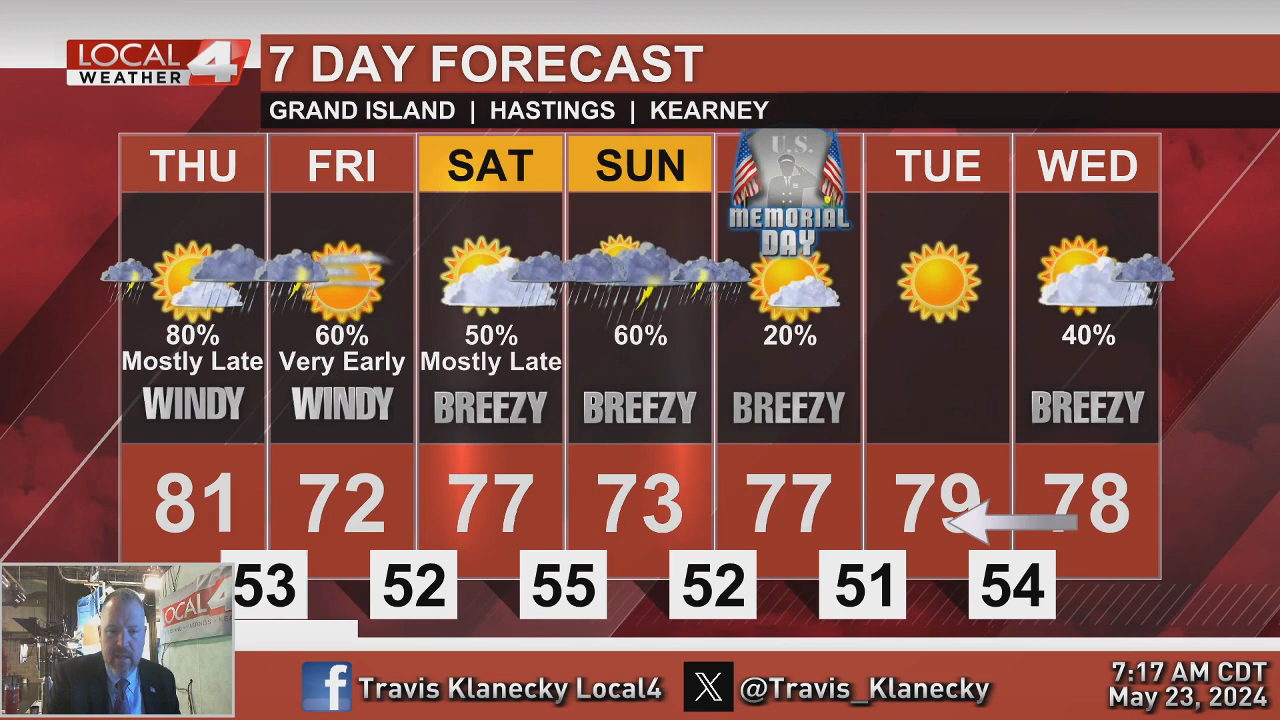 LOCAL 4
WEATHER
7 DAY FORECAST
GRAND ISLAND | HASTINGS | KEARNEY
THU FRI SAT SUN TUE WED
U.S.
MEMORIAL
DAY
80% 60% 50% 60% 20% 40%
Mostly Late Very Early Mostly Late
WINDY WINDY BREEZY BREEZY BREEZY BREEZY
81 72 77 73 77 79 78
53 52 55 52 51 54
LOCAL 4
f Travis Klanecky Local4 X @Travis_Klanecky
7:17 AM CDT
May 23, 2024